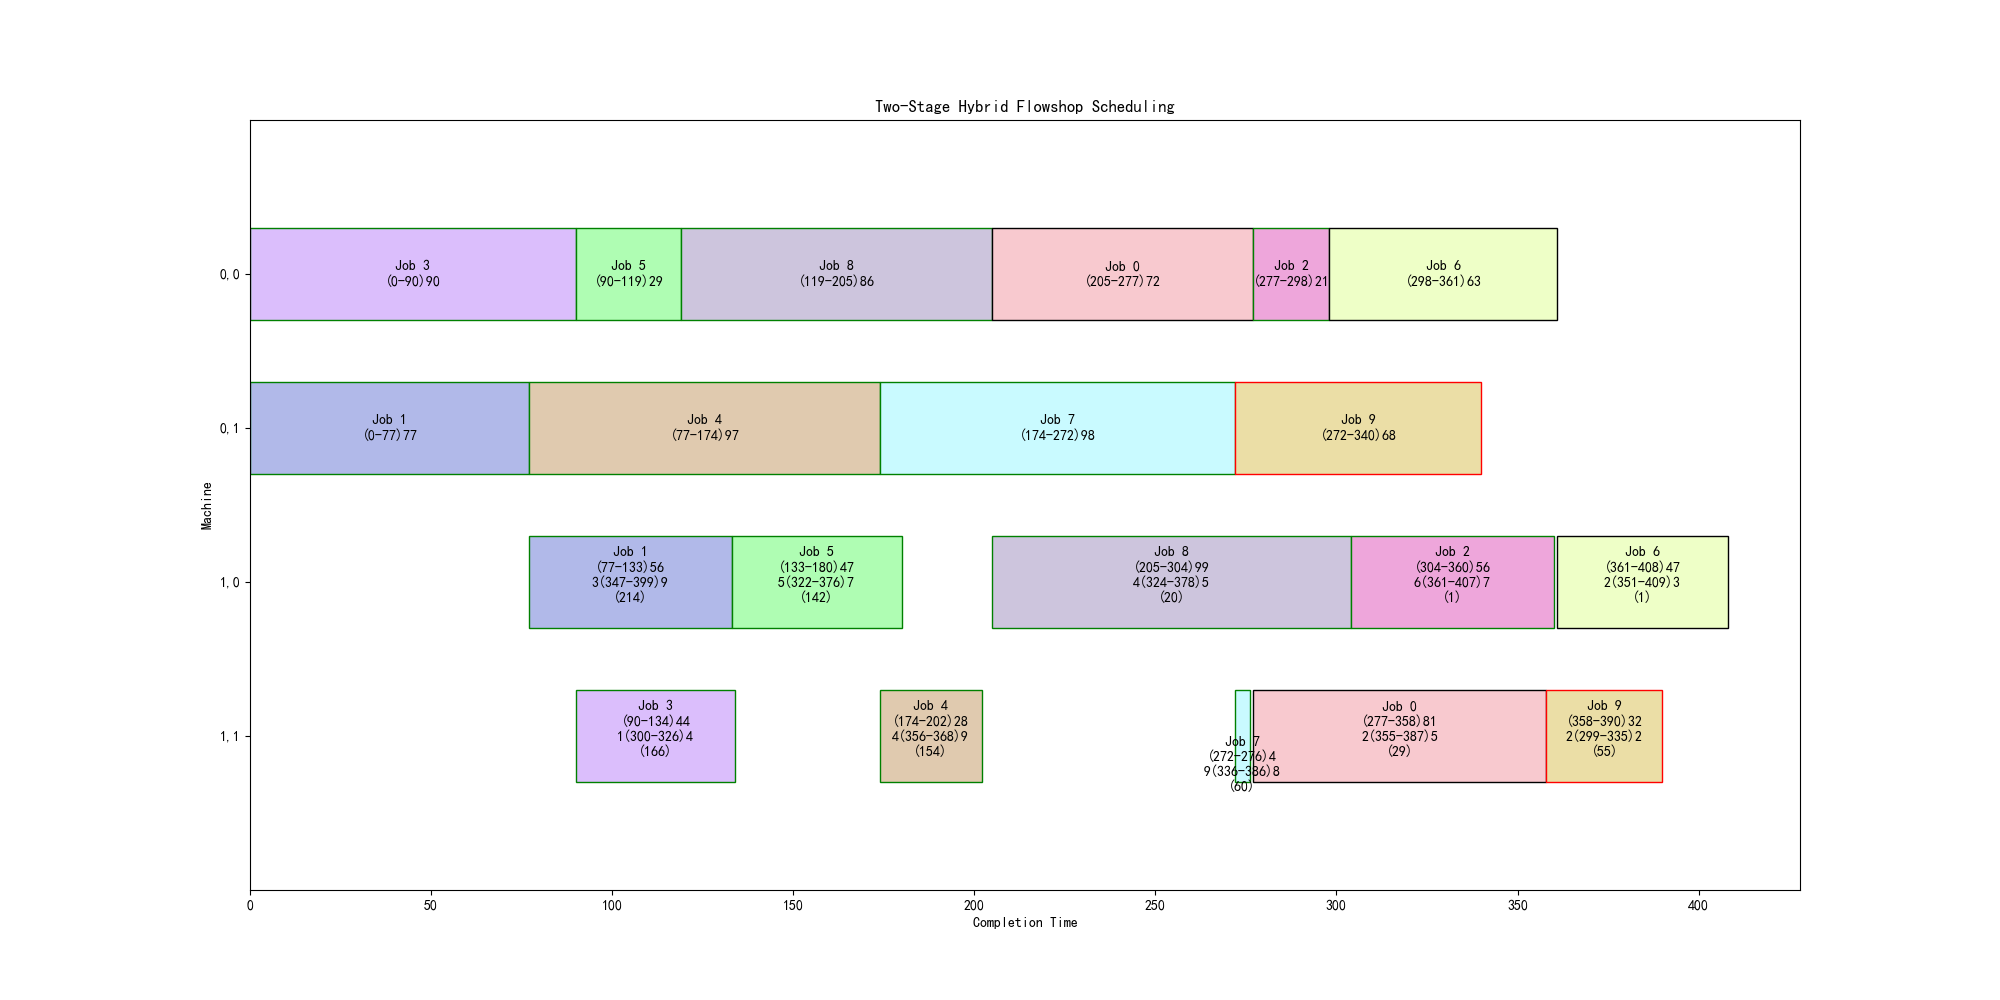 Two-Stage Hybrid Flowshop Scheduling
Machine
0,0
Job 3
(0-90)90
Job 5
(90-119)29
Job 8
(119-205)86
Job 0
(205-277)72
Job 2
(277-298)21
Job 6
(298-361)63
0,1
Job 1
(0-77)77
Job 4
(77-174)97
Job 7
(174-272)98
Job 9
(272-340)68
1,0
Job 1
(77-133)56
3(347-399)9
(214)
Job 5
(133-180)47
5(322-376)7
(142)
Job 8
(205-304)99
4(324-378)5
(20)
Job 2
(304-360)56
6(361-407)7
(1)
Job 6
(361-408)47
2(351-409)3
(1)
1,1
Job 3
(90-134)44
1(300-326)4
(166)
Job 4
(174-202)28
4(356-368)9
(154)
Job 7
(272-276)4
9(336-386)8
(60)
Job 0
(277-358)81
2(355-387)5
(29)
Job 9
(358-390)32
2(299-335)2
(55)
0
50
100
150
200
250
300
350
400
Completion Time